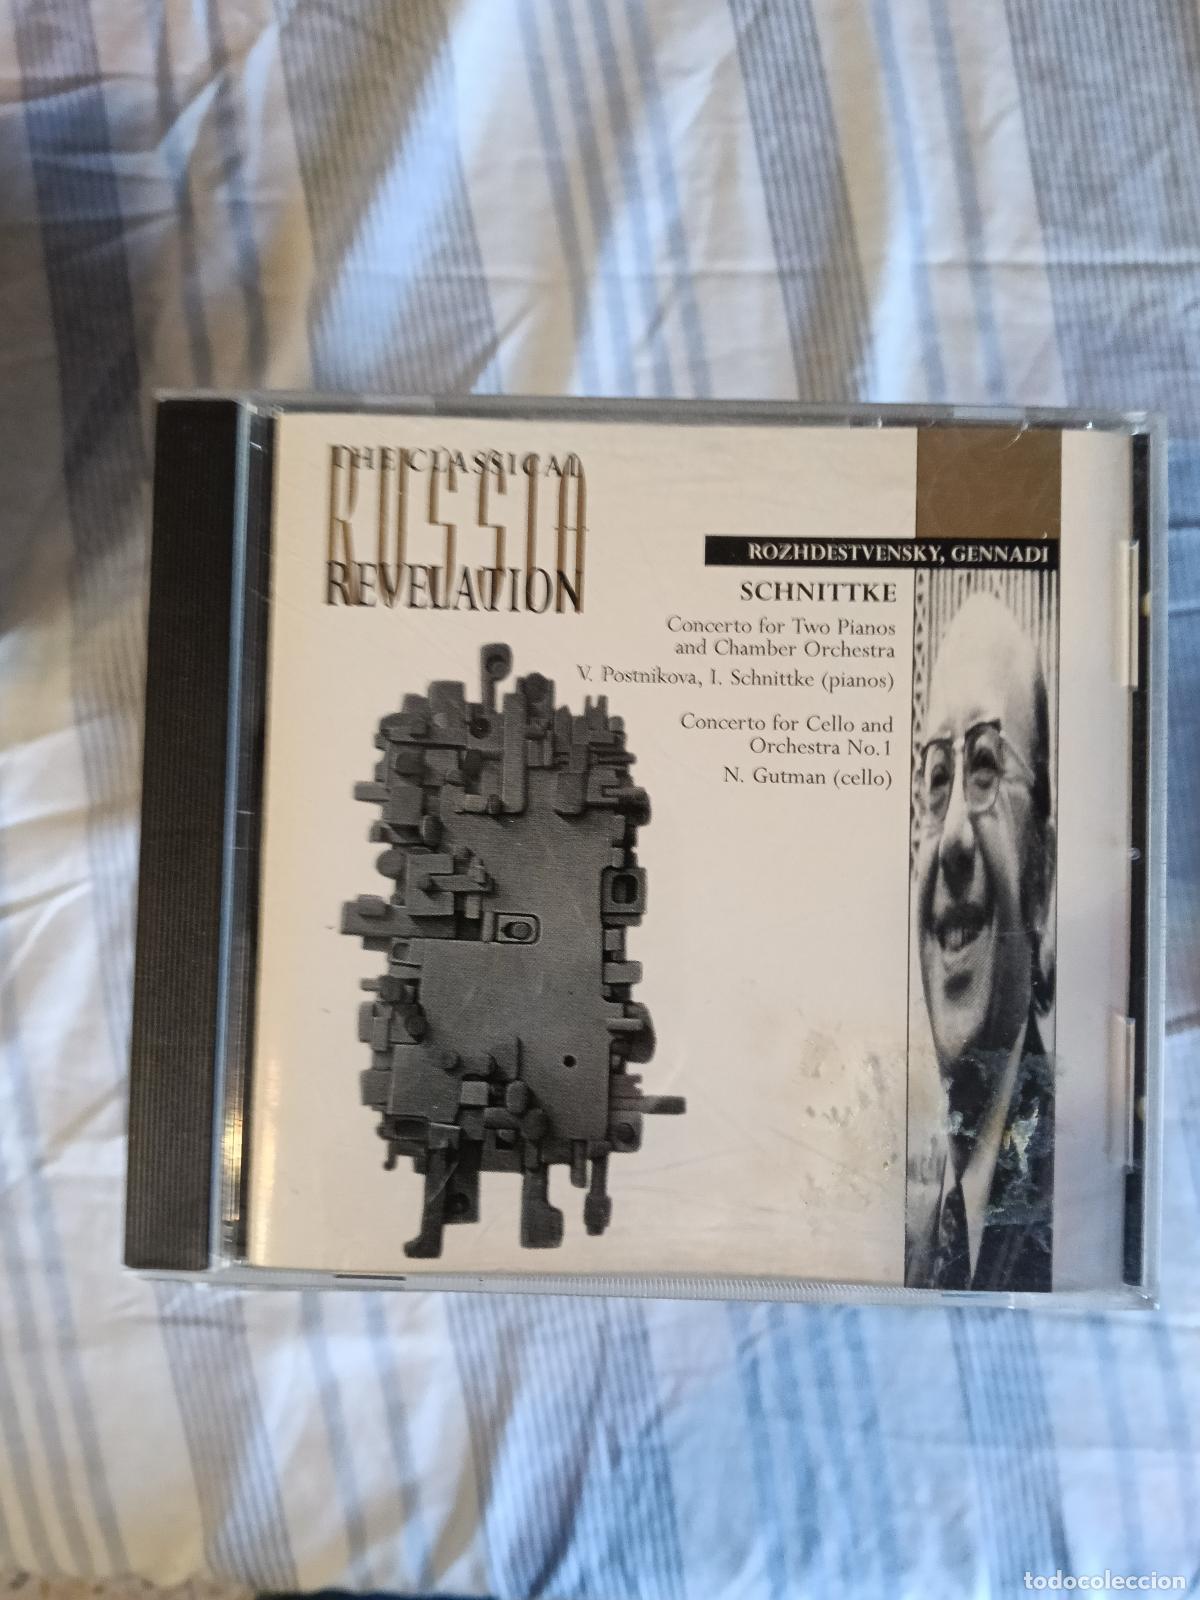 THE CLASSICAL
RUSSIA
REVELATION
ROZHDESTVENSKY, GENNADI
SCHNITTKE
Concerto for Two Pianos
and Chamber Orchestra
V. Postnikova, I. Schnittke (pianos)
Concerto for Cello and
Orchestra No.1
N. Gutman (cello)
todocoleccion